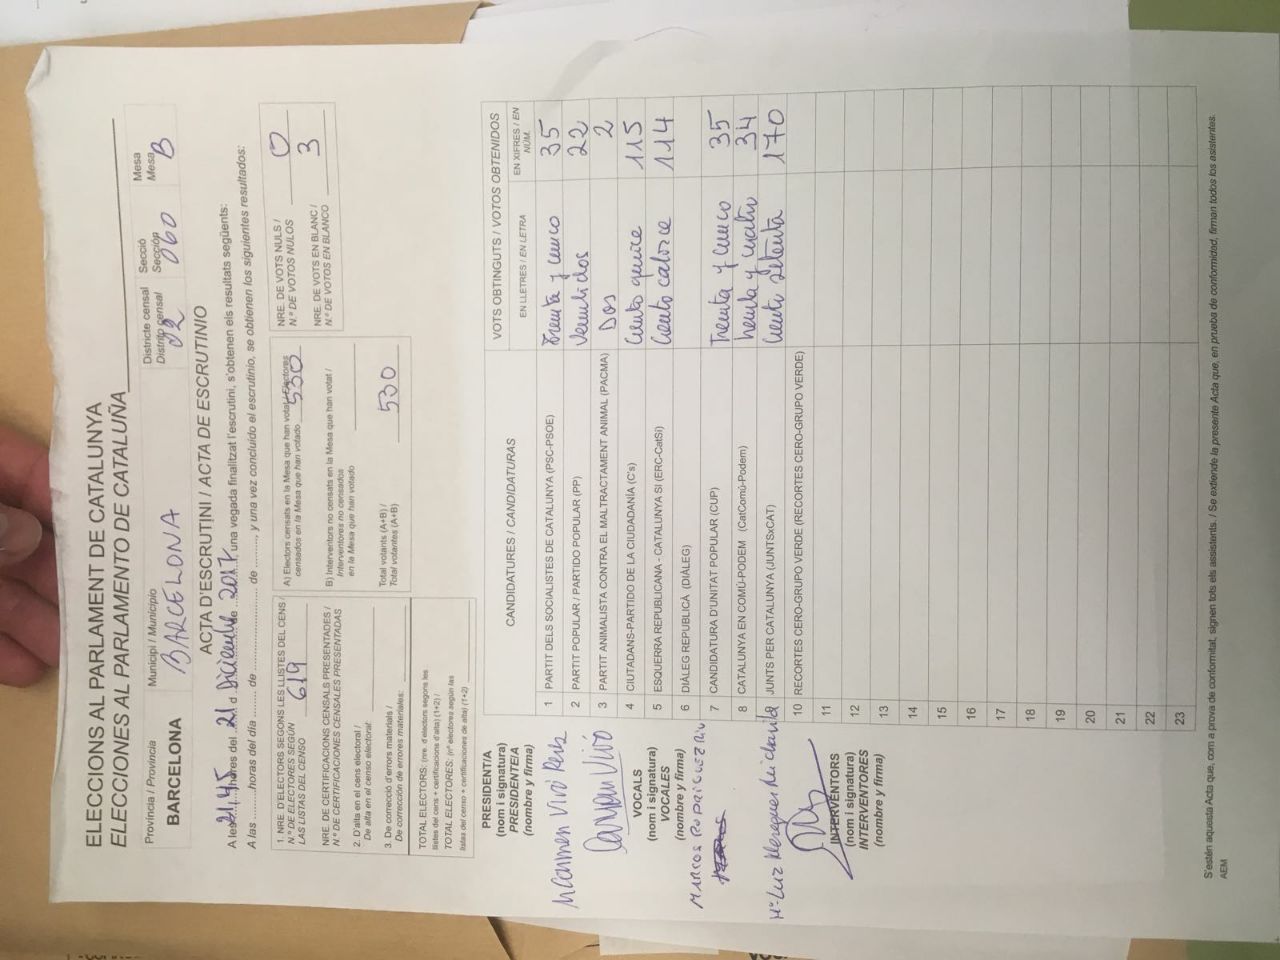 ELECCIONS AL PARLAMENT DE CATALUNYA
ELECCIONES AL PARLAMENTO DE CATALUÑA
Província / Provincia
BARCELONA
Municipi / Municipio
BARCELONA
Districte censal
Distrito censal
02
Secció
Sección
060
Mesa
Mesa
B
ACTA D'ESCRUTINI / ACTA DE ESCRUTINIO
A les 21,45 hores del 21 d Diciembre de 2017, una vegada finalitzat l'escrutini, s'obtenen els resultats següents:
A las ..........horas del día ........ de .......................... de ........., y una vez concluido el escrutinio, se obtienen los siguientes resultados:
1. NRE. D'ELECTORS SEGONS LES LLISTES DEL CENS /
N.º DE ELECTORES SEGÚN
LAS LISTAS DEL CENSO 619
NRE. DE CERTIFICACIONS CENSALS PRESENTADES /
N.º DE CERTIFICACIONES CENSALES PRESENTADAS
2. D'alta en el cens electoral /
De alta en el censo electoral:
3. De correcció d'errors materials /
De corrección de errores materiales:
TOTAL ELECTORS: (nre. d'electors segons les
llistes de cens + certificacions d'alta) (1+2) /
TOTAL ELECTORES: (nº electores según las
listas del censo + certificaciones de alta) (1+2)
A) Electors censats en la Mesa que han votat / Electores
censados en la Mesa que han votado 530
B) Interventors no censats en la Mesa que han votat /
Interventores no censados
en la Mesa que han votado
Total votants (A+B) /
Total votantes (A+B) 530
NRE. DE VOTS NULS /
N.º DE VOTOS NULOS 0
NRE. DE VOTS EN BLANC /
N.º DE VOTOS EN BLANCO 3
PRESIDENT/A
(nom i signatura)
PRESIDENTE/A
(nombre y firma)
VOCALS
(nom i signatura)
VOCALES
(nombre y firma)
INTERVENTORS
(nom i signatura)
INTERVENTORES
(nombre y firma)
CANDIDATURES / CANDIDATURAS
VOTS OBTINGUTS / VOTOS OBTENIDOS
EN LLETRES / EN LETRA
EN XIFRES / EN NÚM.
1 PARTIT DELS SOCIALISTES DE CATALUNYA (PSC-PSOE) Treinta y cinco 35
2 PARTIT POPULAR / PARTIDO POPULAR (PP) Veintidos 22
3 PARTIT ANIMALISTA CONTRA EL MALTRACTAMENT ANIMAL (PACMA) Dos 2
4 CIUTADANS-PARTIDO DE LA CIUDADANÍA (C's) Ciento quince 115
5 ESQUERRA REPUBLICANA - CATALUNYA SI (ERC-CatSí) Ciento catorce 114
6 DIÀLEG REPUBLICÀ (DIÀLEG)
7 CANDIDATURA D'UNITAT POPULAR (CUP) Treinta y cinco 35
8 CATALUNYA EN COMÚ-PODEM (CatComú-Podem) treinta y cuatro 34
JUNTS PER CATALUNYA (JUNTSxCAT) Ciento setenta 170
10 RECORTES CERO-GRUPO VERDE (RECORTES CERO-GRUPO VERDE)
11
12
13
14
15
16
17
18
19
20
21
22
23
S'estén aquesta Acta que, com a prova de conformitat, signen tots els assistents. / Se extiende la presente Acta que, en prueba de conformidad, firman todos los asistentes.
AEM